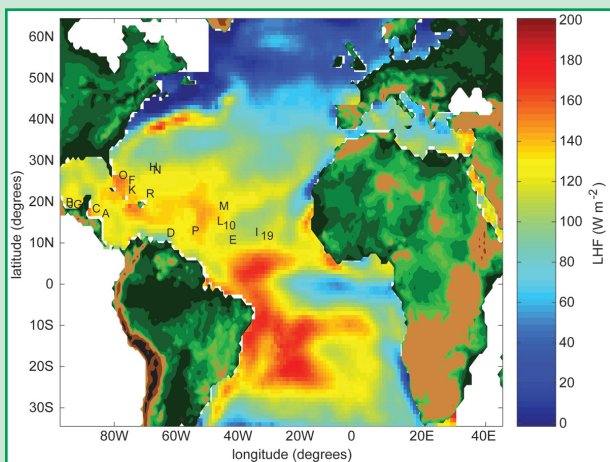 60N
50N
40N
30N
20N
10N
0
10S
20S
30S
latitude (degrees)
80W
60W
40W
20W
0
20E
40E
longitude (degrees)
O
F
K
H
N
R
G
C
A
D
P
M
L
10
E
I
19
200
180
160
140
120
100
80
60
40
20
0
LHF (W m⁻²)